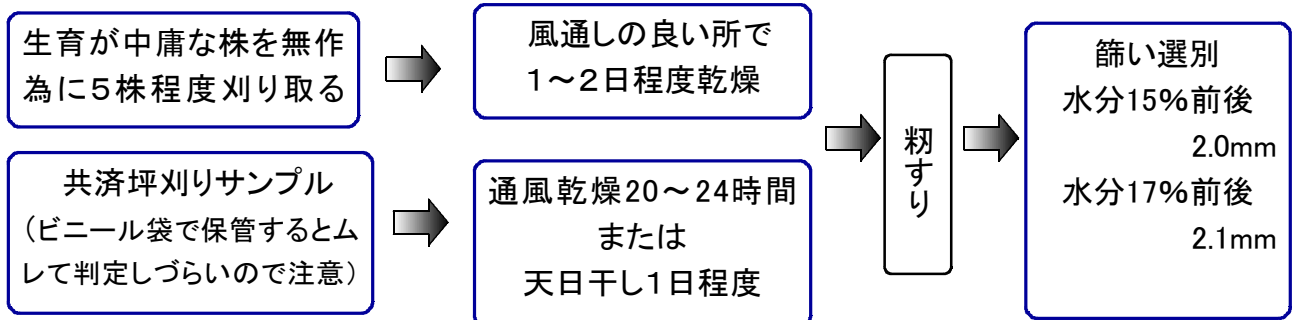 生育が中庸な株を無作
為に5株程度刈り取る
風通しの良い所で
1~2日程度乾燥
共済坪刈りサンプル
（ビニール袋で保管するとム
レて判定しづらいので注意）
通風乾燥20~24時間
または
天日干し1日程度
籾すり
篩い選別
水分15%前後
2.0mm
水分17%前後
2.1mm